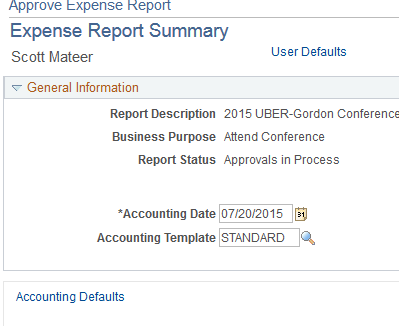 Approve Expense Report
Expense Report Summary
Scott Mateer
User Defaults
General Information
Report Description 2015 UBER-Gordon Conference
Business Purpose Attend Conference
Report Status Approvals in Process
*Accounting Date 07/20/2015 31
Accounting Template STANDARD
Accounting Defaults